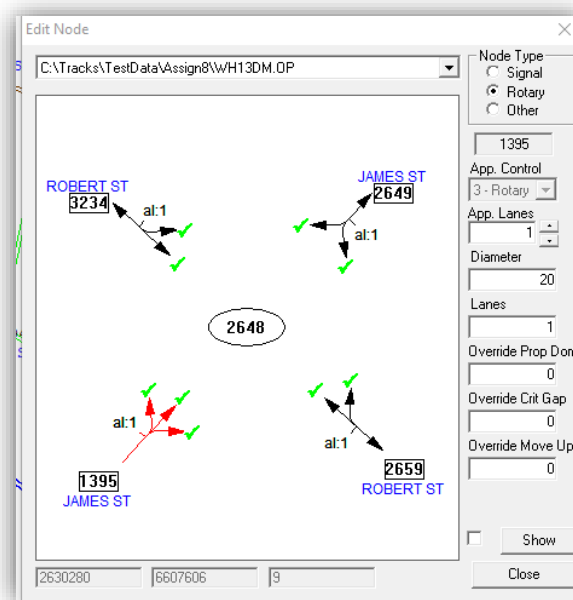 Edit Node
C:\Tracks\TestData\Assign8\WH13DM.OP
Node Type
Signal
Rotary
Other
1395
App. Control
3 - Rotary
App. Lanes
1
Diameter
20
Lanes
1
Override Prop Don
0
Override Crit Gap
0
Override Move Up
0
Show
Close
ROBERT ST
3234
al:1
JAMES ST
2649
al:1
2648
al:1
1395
JAMES ST
al:1
2659
ROBERT ST
2630280 6607606 9